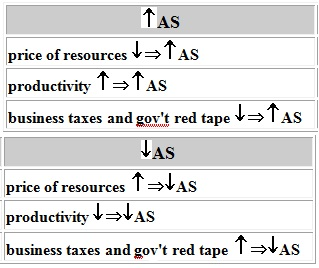 ↑AS
price of resources ↓⇒↑AS
productivity ↑⇒↑AS
business taxes and gov't red tape ↓⇒↑AS
↓AS
price of resources ↑⇒↓AS
productivity ↓⇒↓AS
business taxes and gov't red tape ↑⇒↓AS